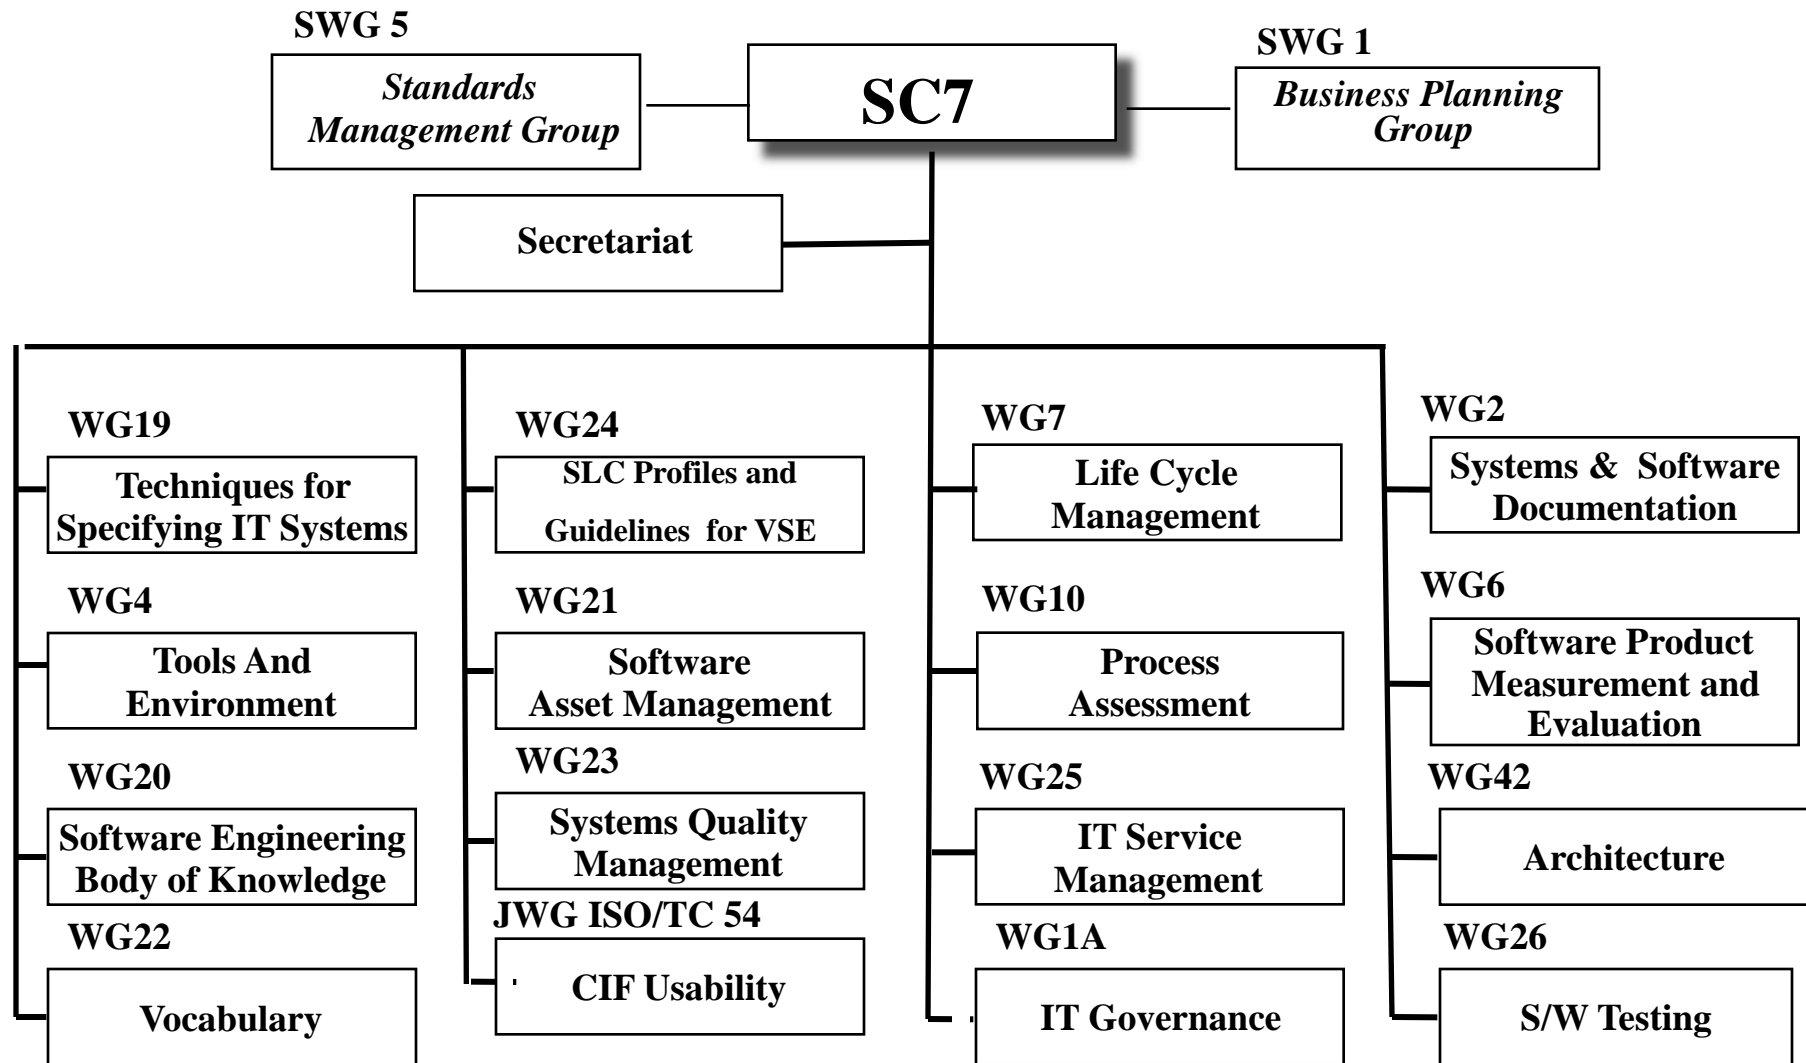 SWG 5
Standards
Management Group
SC7
SWG 1
Business Planning
Group
Secretariat
WG19
Techniques for
Specifying IT Systems
WG4
Tools And
Environment
WG20
Software Engineering
Body of Knowledge
WG22
Vocabulary
WG24
SLC Profiles and
Guidelines for VSE
WG21
Software
Asset Management
WG23
Systems Quality
Management
JWG ISO/TC 54
CIF Usability
WG7
Life Cycle
Management
WG10
Process
Assessment
WG25
IT Service
Management
WG1A
IT Governance
WG2
Systems & Software
Documentation
WG6
Software Product
Measurement and
Evaluation
WG42
Architecture
WG26
S/W Testing